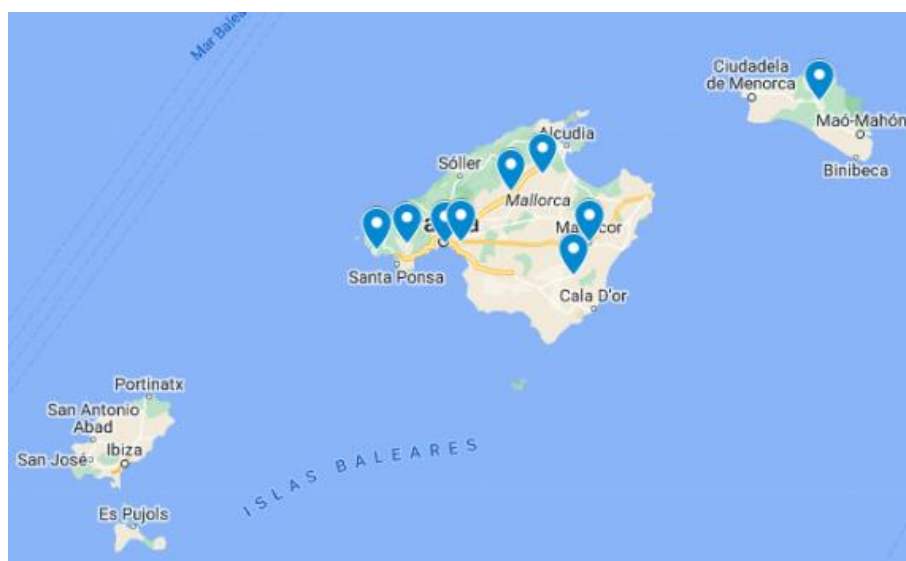 Mar Balea
Ciudadela
de Menorca
Maó-Mahón
Binibeca
Alcudia
Sóller
Mallorca
Santa Ponsa
Cala D'or
Portinatx
San Antonio
Abad
San José
Ibiza
ISLAS BALEARES
Es Pujols